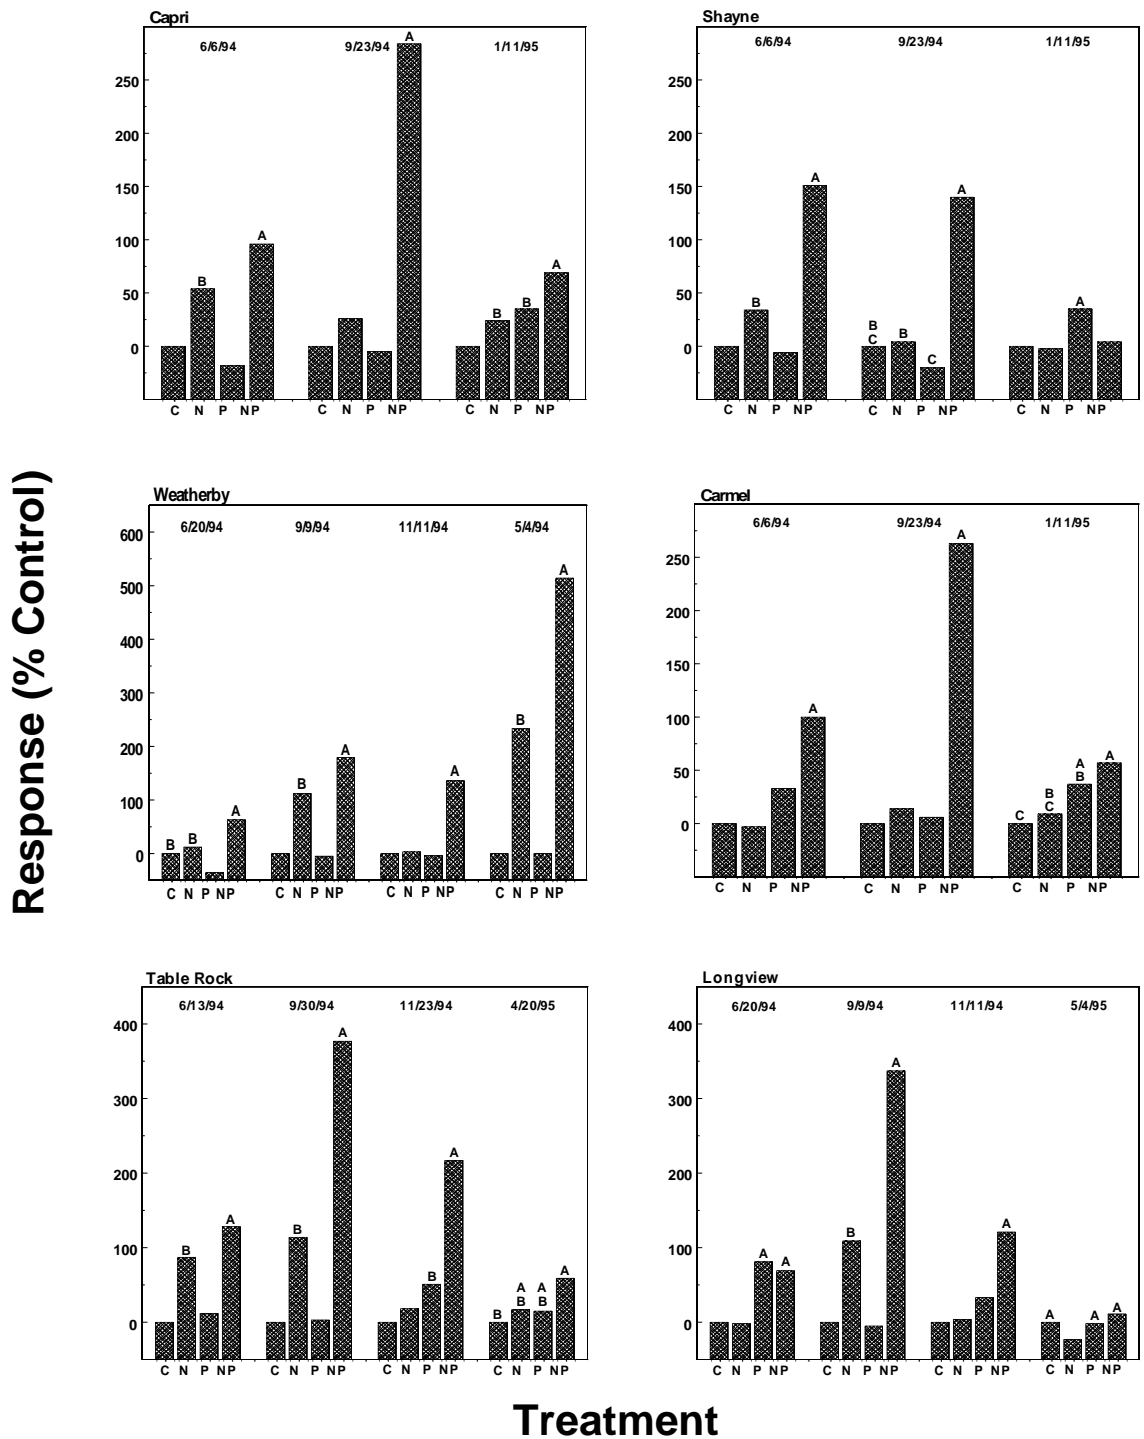 Response (% Control)
Capri
6/6/94 9/23/94 1/11/95
250
200
150
100
50
0
B A A B B A
C N P NP C N P NP C N P NP
Shayne
6/6/94 9/23/94 1/11/95
250
200
150
100
50
0
B A B C B C A A
C N P NP C N P NP C N P NP
Weatherby
6/20/94 9/9/94 11/11/94 5/4/94
600
500
400
300
200
100
0
B B A B A A B A
C N P NP C N P NP C N P NP C N P NP
Carmel
6/6/94 9/23/94 1/11/95
250
200
150
100
50
0
A A C B C A B A
C N P NP C N P NP C N P NP
Table Rock
6/13/94 9/30/94 11/23/94 4/20/95
400
300
200
100
0
B A B A B A B A B A B A
C N P NP C N P NP C N P NP C N P NP
Longview
6/20/94 9/9/94 11/11/94 5/4/95
400
300
200
100
0
A A B A A A A A
C N P NP C N P NP C N P NP C N P NP
Treatment